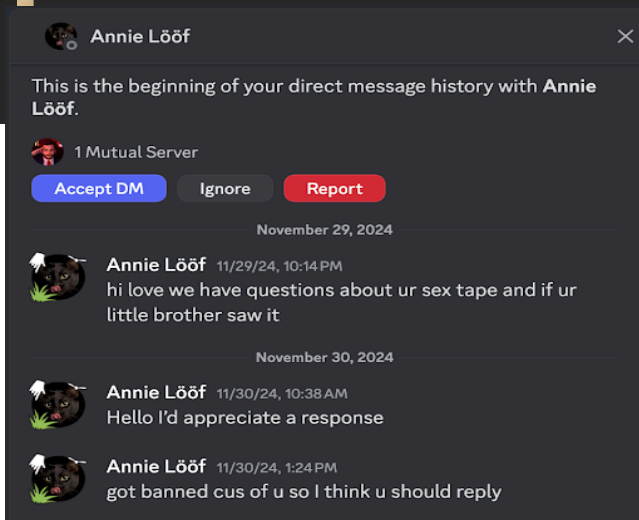 Annie Lööf
This is the beginning of your direct message history with Annie
Lööf.
1 Mutual Server
Accept DM Ignore Report
November 29, 2024
Annie Lööf 11/29/24, 10:14 PM
hi love we have questions about ur sex tape and if ur
little brother saw it
November 30, 2024
Annie Lööf 11/30/24, 10:38 AM
Hello I'd appreciate a response
Annie Lööf 11/30/24, 1:24 PM
got banned cus of u so I think u should reply